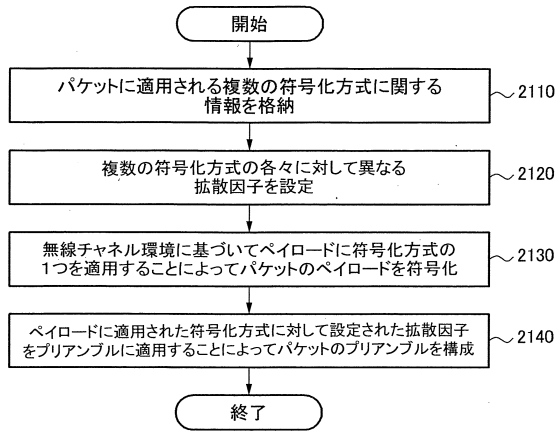 開始
パケットに適用される複数の符号化方式に関する
情報を格納
2110
複数の符号化方式の各々に対して異なる
拡散因子を設定
2120
無線チャネル環境に基づいてペイロードに符号化方式の
1つを適用することによってパケットのペイロードを符号化
2130
ペイロードに適用された符号化方式に対して設定された拡散因子
をプリアンブルに適用することによってパケットのプリアンブルを構成
2140
終了